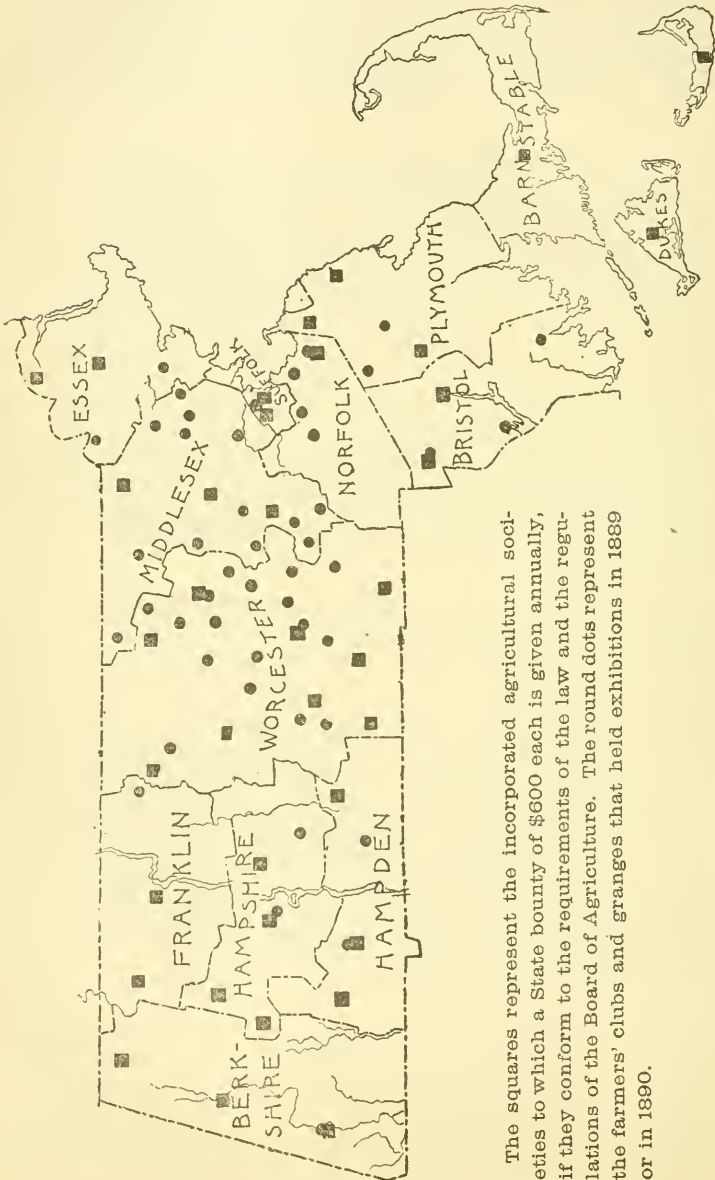 ESSEX
MIDDLESEX
SUFFOLK
NORFOLK
BRISTOL
PLYMOUTH
BARNSTABLE
DUKES
WORCESTER
FRANKLIN
HAMPSHIRE
HAMPDEN
BERK-
SHIRE
The squares represent the incorporated agricultural soci-
eties to which a State bounty of $600 each is given annually,
if they conform to the requirements of the law and the regu-
lations of the Board of Agriculture. The round dots represent
the farmers' clubs and granges that held exhibitions in 1889
or in 1890.